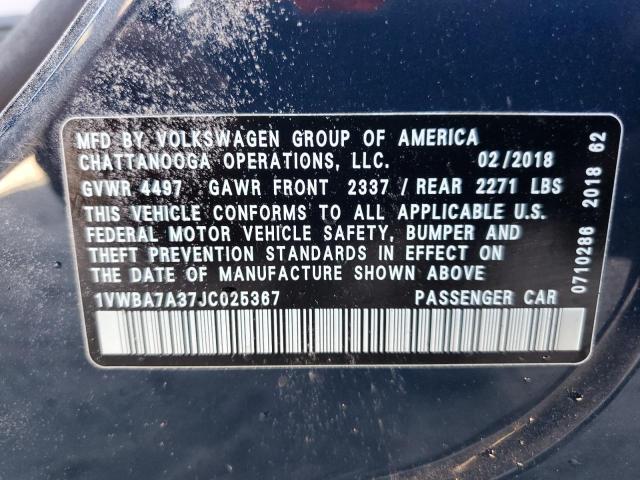 MFD BY VOLKSWAGEN GROUP OF AMERICA
CHATTANOOGA OPERATIONS, LLC. 02/2018
GVWR 4497 GAWR FRONT 2337 / REAR 2271 LBS
THIS VEHICLE CONFORMS TO ALL APPLICABLE U.S.
FEDERAL MOTOR VEHICLE SAFETY, BUMPER AND
THEFT PREVENTION STANDARDS IN EFFECT ON
THE DATE OF MANUFACTURE SHOWN ABOVE
1VWBA7A37JC025367 PASSENGER CAR
0710286 2018 62